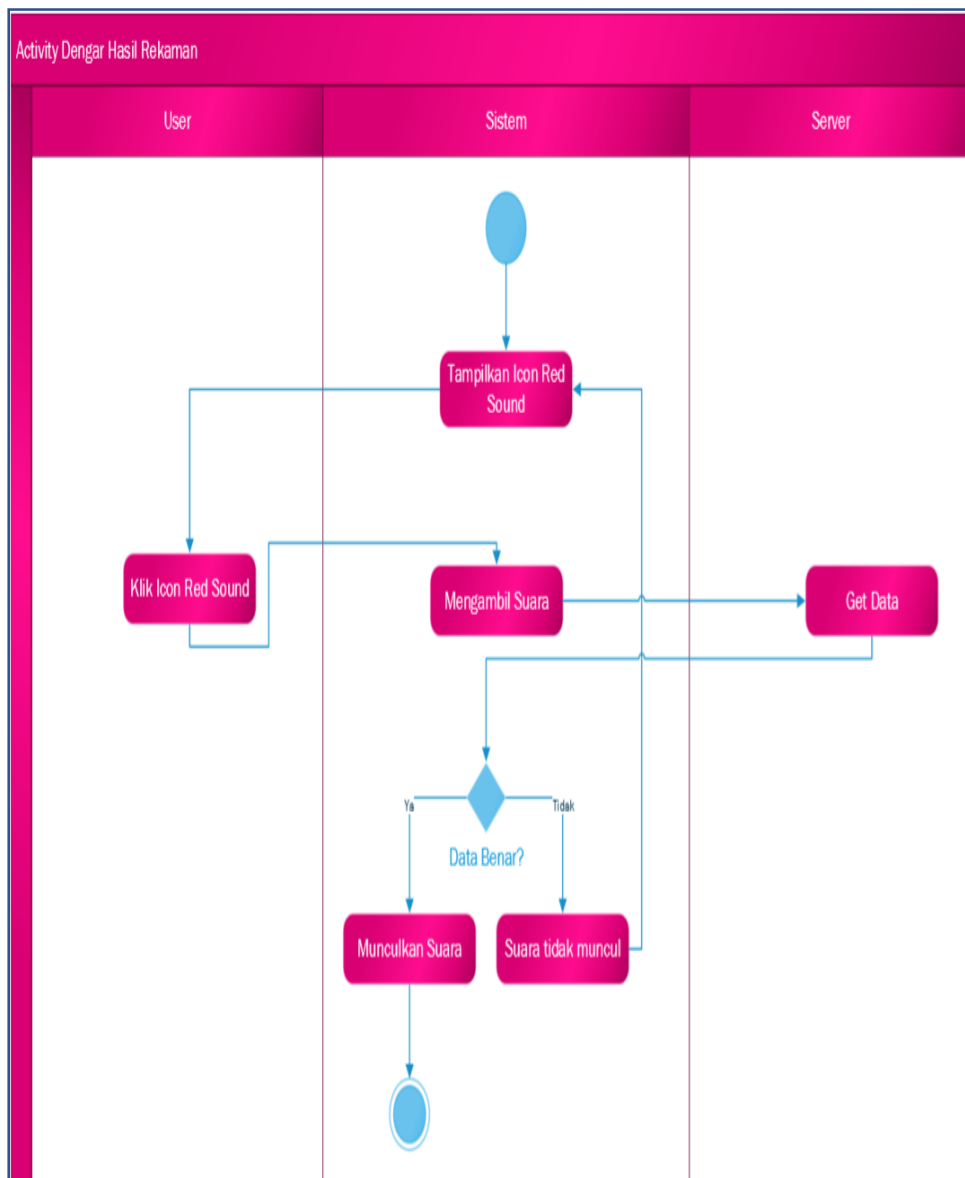 Activity Dengar Hasil Rekaman
User
Sistem
Server
Tampilkan Icon Red
Sound
Klik Icon Red Sound
Mengambil Suara
Get Data
Ya
Tidak
Data Benar?
Munculkan Suara
Suara tidak muncul